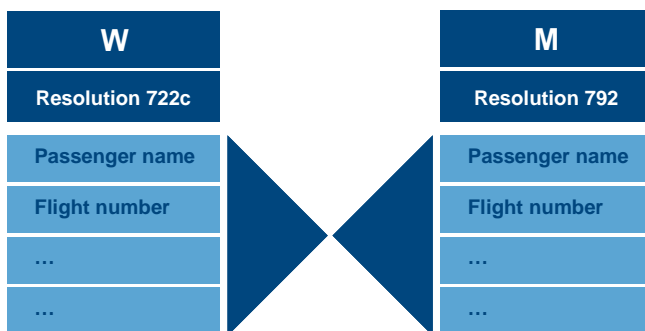 W
Resolution 722c
Passenger name
Flight number
…
…
M
Resolution 792
Passenger name
Flight number
…
…